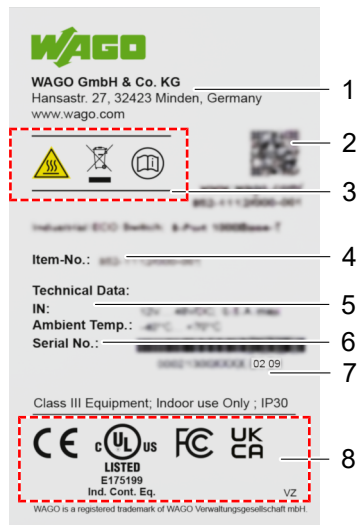 WAGO
WAGO GmbH & Co. KG
Hansastr. 27, 32423 Minden, Germany
www.wago.com
1
2
3
Item-No.:
4
Technical Data:
IN:
5
Ambient Temp.:
Serial No.:
6
02 09
7
Class III Equipment; Indoor use Only ; IP30
CE c UL us FC UK CA
LISTED
E175199
Ind. Cont. Eq.
8
VZ
WAGO is a registered trademark of WAGO Verwaltungsgesellschaft mbH.